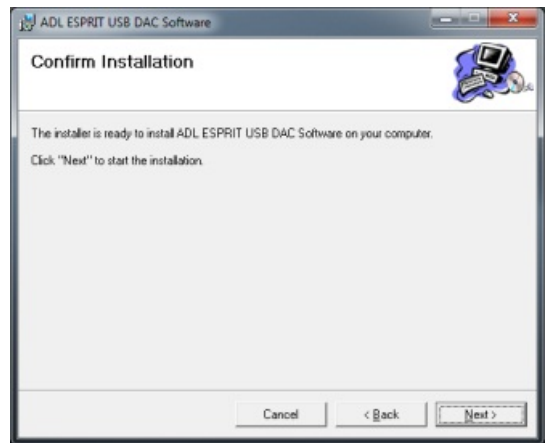 ADL ESPRIT USB DAC Software
Confirm Installation
The installer is ready to install ADL ESPRIT USB DAC Software on your computer.
Click "Next" to start the installation.
Cancel
< Back
Next >